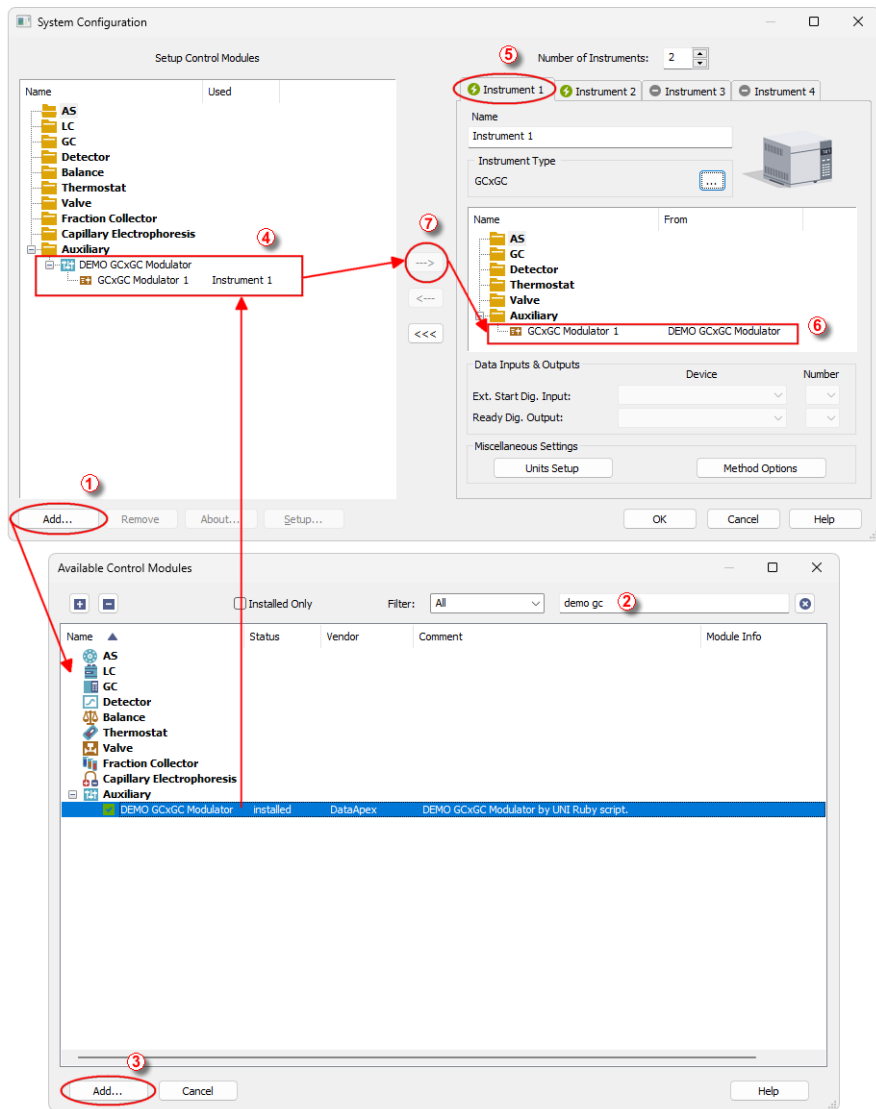 System Configuration
Setup Control Modules
⑤ Number of Instruments: 2
Name Used
AS
LC
GC
Detector
Balance
Thermostat
Valve
Fraction Collector
Capillary Electrophoresis
④
Auxiliary
DEMO GCxGC Modulator
GCxGC Modulator 1 Instrument 1
⑦
--->
<---
<<<
Instrument 1 Instrument 2 Instrument 3 Instrument 4
Name
Instrument 1
Instrument Type
GCxGC ...
Name From
AS
GC
Detector
Thermostat
Valve
Auxiliary
GCxGC Modulator 1 DEMO GCxGC Modulator ⑥
Data Inputs & Outputs
Device Number
Ext. Start Dig. Input:
Ready Dig. Output:
Miscellaneous Settings
Units Setup Method Options
①
Add... Remove About... Setup... OK Cancel Help
Available Control Modules
Installed Only Filter: All demo gc ②
Name Status Vendor Comment Module Info
AS
LC
GC
Detector
Balance
Thermostat
Valve
Fraction Collector
Capillary Electrophoresis
Auxiliary
DEMO GCxGC Modulator installed DataApex DEMO GCxGC Modulator by UNI Ruby script.
③
Add... Cancel Help